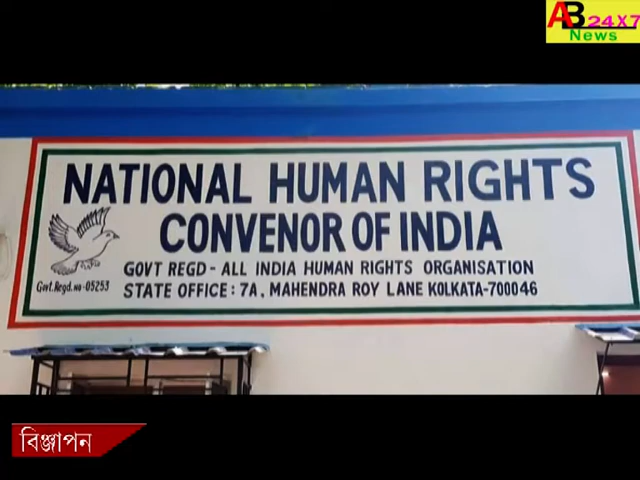 AB
24X7
News
NATIONAL HUMAN RIGHTS
CONVENOR OF INDIA
GOVT REGD - ALL INDIA HUMAN RIGHTS ORGANISATION
Govt. Regd. no - 05253
STATE OFFICE : 7A, MAHENDRA ROY LANE KOLKATA-700046
বিজ্ঞাপন